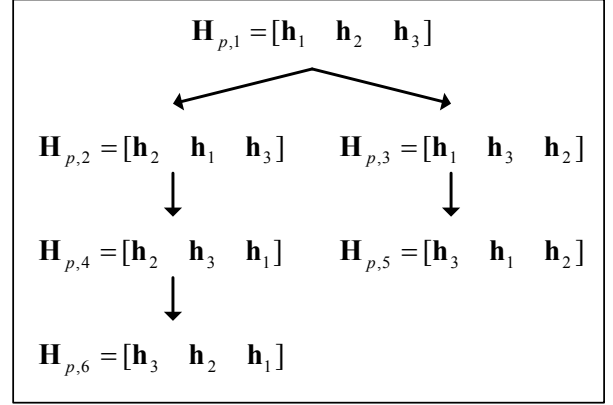 H_{p,1} = [h_1 h_2 h_3]
H_{p,2} = [h_2 h_1 h_3] H_{p,3} = [h_1 h_3 h_2]
H_{p,4} = [h_2 h_3 h_1] H_{p,5} = [h_3 h_1 h_2]
H_{p,6} = [h_3 h_2 h_1]